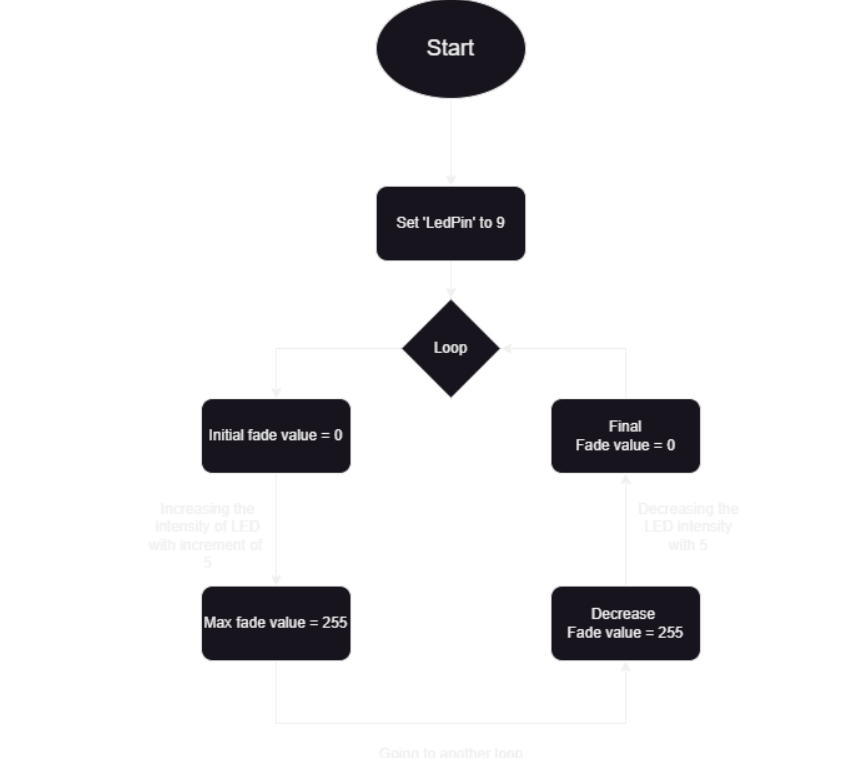 Start
Set 'LedPin' to 9
Loop
Initial fade value = 0
Final
Fade value = 0
Increasing the
intensity of LED
with increment of
5
Decreasing the
LED intensity
with 5
Max fade value = 255
Decrease
Fade value = 255
Going to another loop